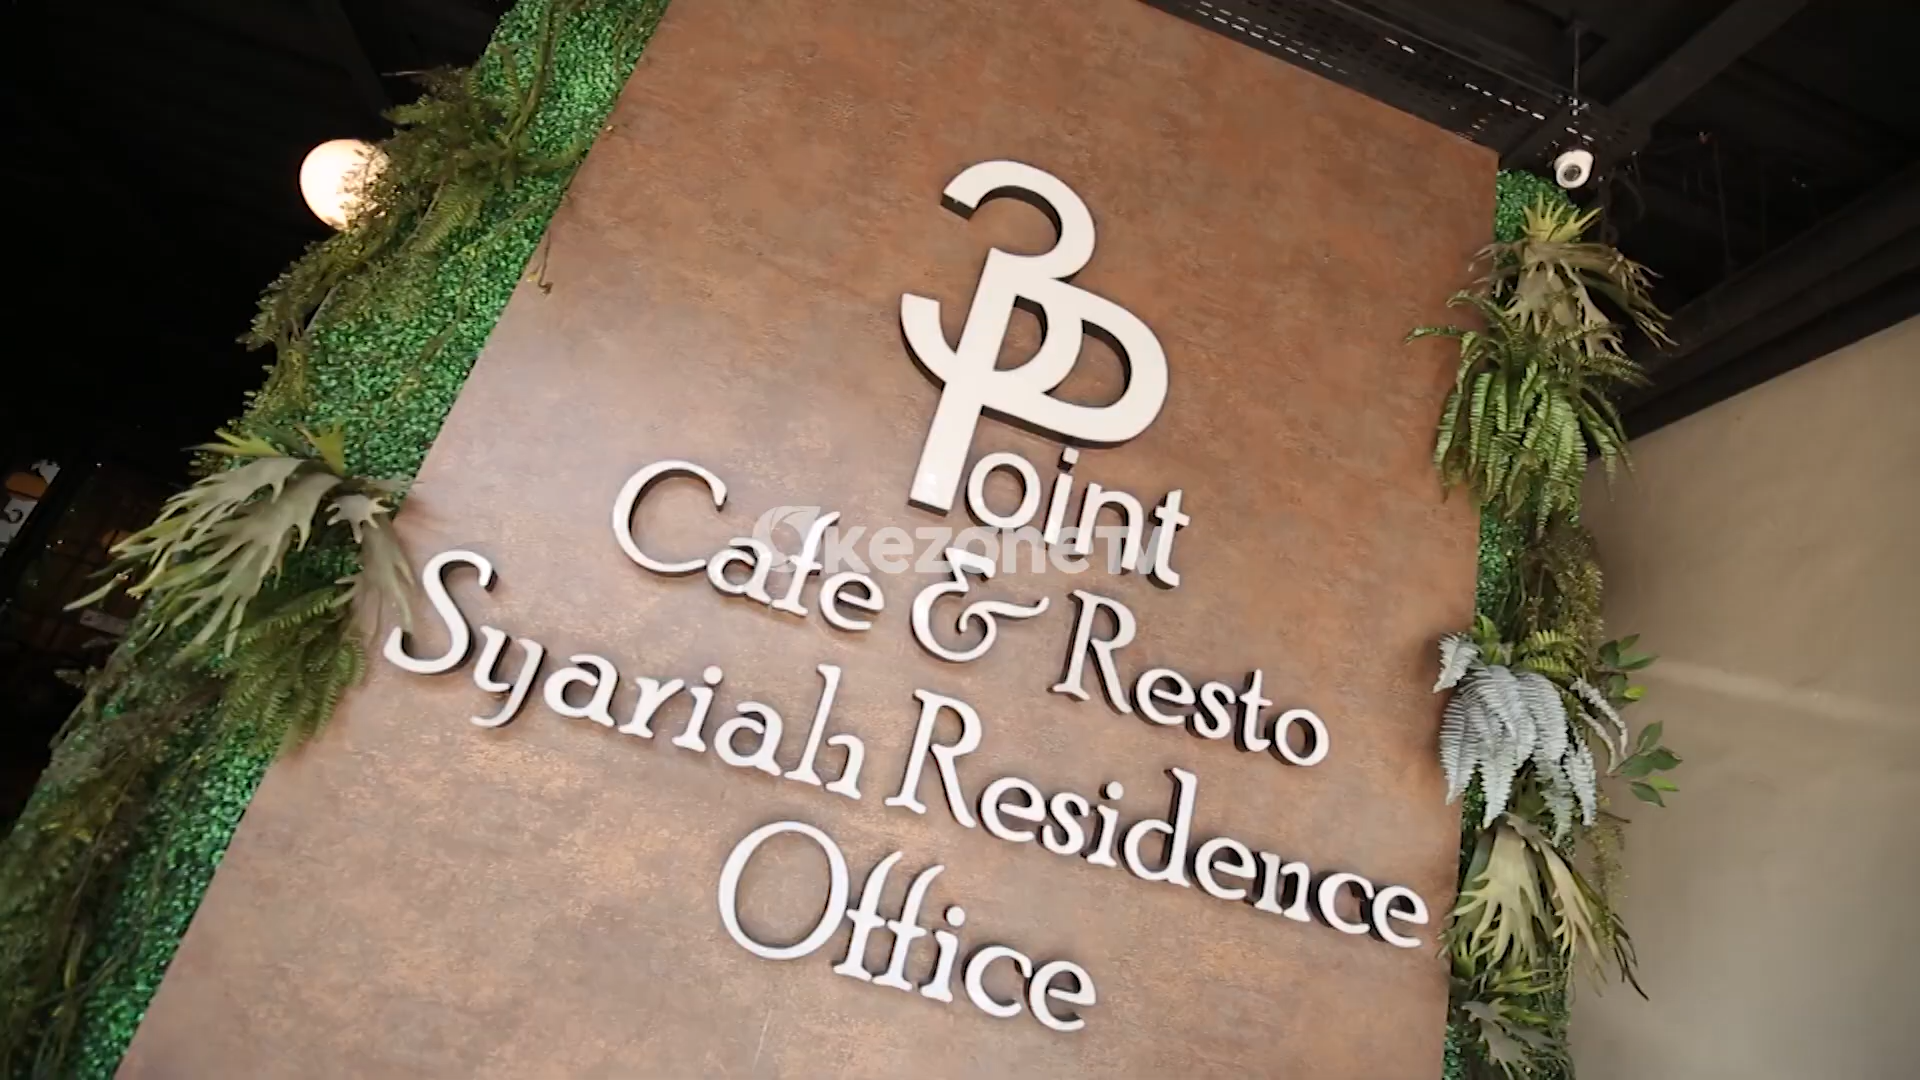 3Point
Cafe & Resto
Syariah Residence
Office
OkezoneTV